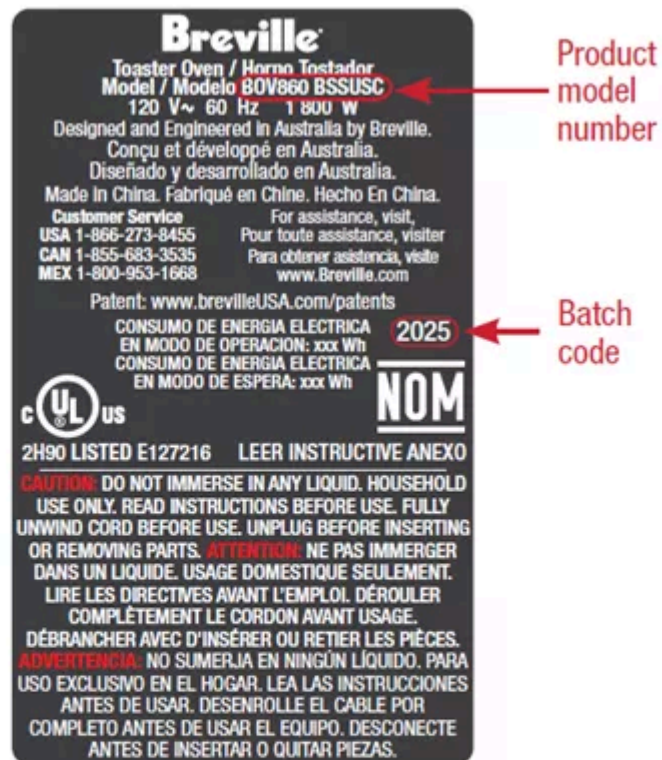 Breville
Toaster Oven / Horno Tostador
Model / Modelo BOV860 BSSUSC
120 V~ 60 Hz 1 800 W
Designed and Engineered in Australia by Breville.
Conçu et développé en Australia.
Diseñado y desarrollado en Australia.
Made in China. Fabriqué en Chine. Hecho En China.
Customer Service
USA 1-866-273-8455
CAN 1-855-683-3535
MEX 1-800-953-1668
For assistance, visit,
Pour toute assistance, visiter
Para obtener asistencia, visite
www.Breville.com
Patent: www.brevilleUSA.com/patents
CONSUMO DE ENERGIA ELECTRICA
EN MODO DE OPERACION: xxx Wh
CONSUMO DE ENERGIA ELECTRICA
EN MODO DE ESPERA: xxx Wh
2025
C UL ® US
NOM
2H90 LISTED E127216 LEER INSTRUCTIVE ANEXO
CAUTION: DO NOT IMMERSE IN ANY LIQUID. HOUSEHOLD
USE ONLY. READ INSTRUCTIONS BEFORE USE. FULLY
UNWIND CORD BEFORE USE. UNPLUG BEFORE INSERTING
OR REMOVING PARTS. ATTENTION: NE PAS IMMERGER
DANS UN LIQUIDE. USAGE DOMESTIQUE SEULEMENT.
LIRE LES DIRECTIVES AVANT L'EMPLOI. DÉROULER
COMPLÈTEMENT LE CORDON AVANT USAGE.
DÉBRANCHER AVEC D'INSÉRER OU RETIER LES PIÈCES.
ADVERTENCIA: NO SUMERJA EN NINGÚN LÍQUIDO. PARA
USO EXCLUSIVO EN EL HOGAR. LEA LAS INSTRUCCIONES
ANTES DE USAR. DESENROLLE EL CABLE POR
COMPLETO ANTES DE USAR EL EQUIPO. DESCONECTE
ANTES DE INSERTAR O QUITAR PIEZAS.
Product
model
number
Batch
code